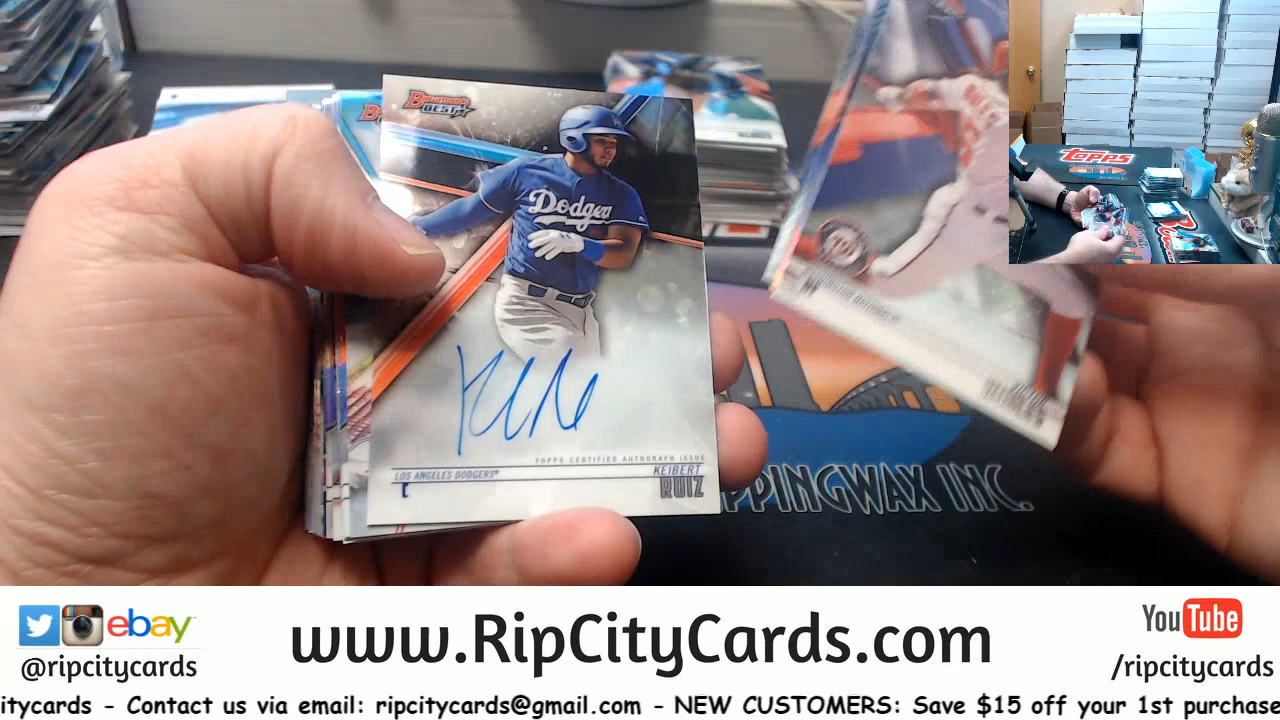 BOWMAN'S
BEST
Dodgers
TOPPS CERTIFIED AUTOGRAPH ISSUE
LOS ANGELES DODGERS®
KEIBERT
RUIZ
C
topps
PPINGWAX INC.
ebay
@ripcitycards
www.RipCityCards.com
YouTube
/ripcitycards
itycards - Contact us via email: ripcitycards@gmail.com - NEW CUSTOMERS: Save $15 off your 1st purchase